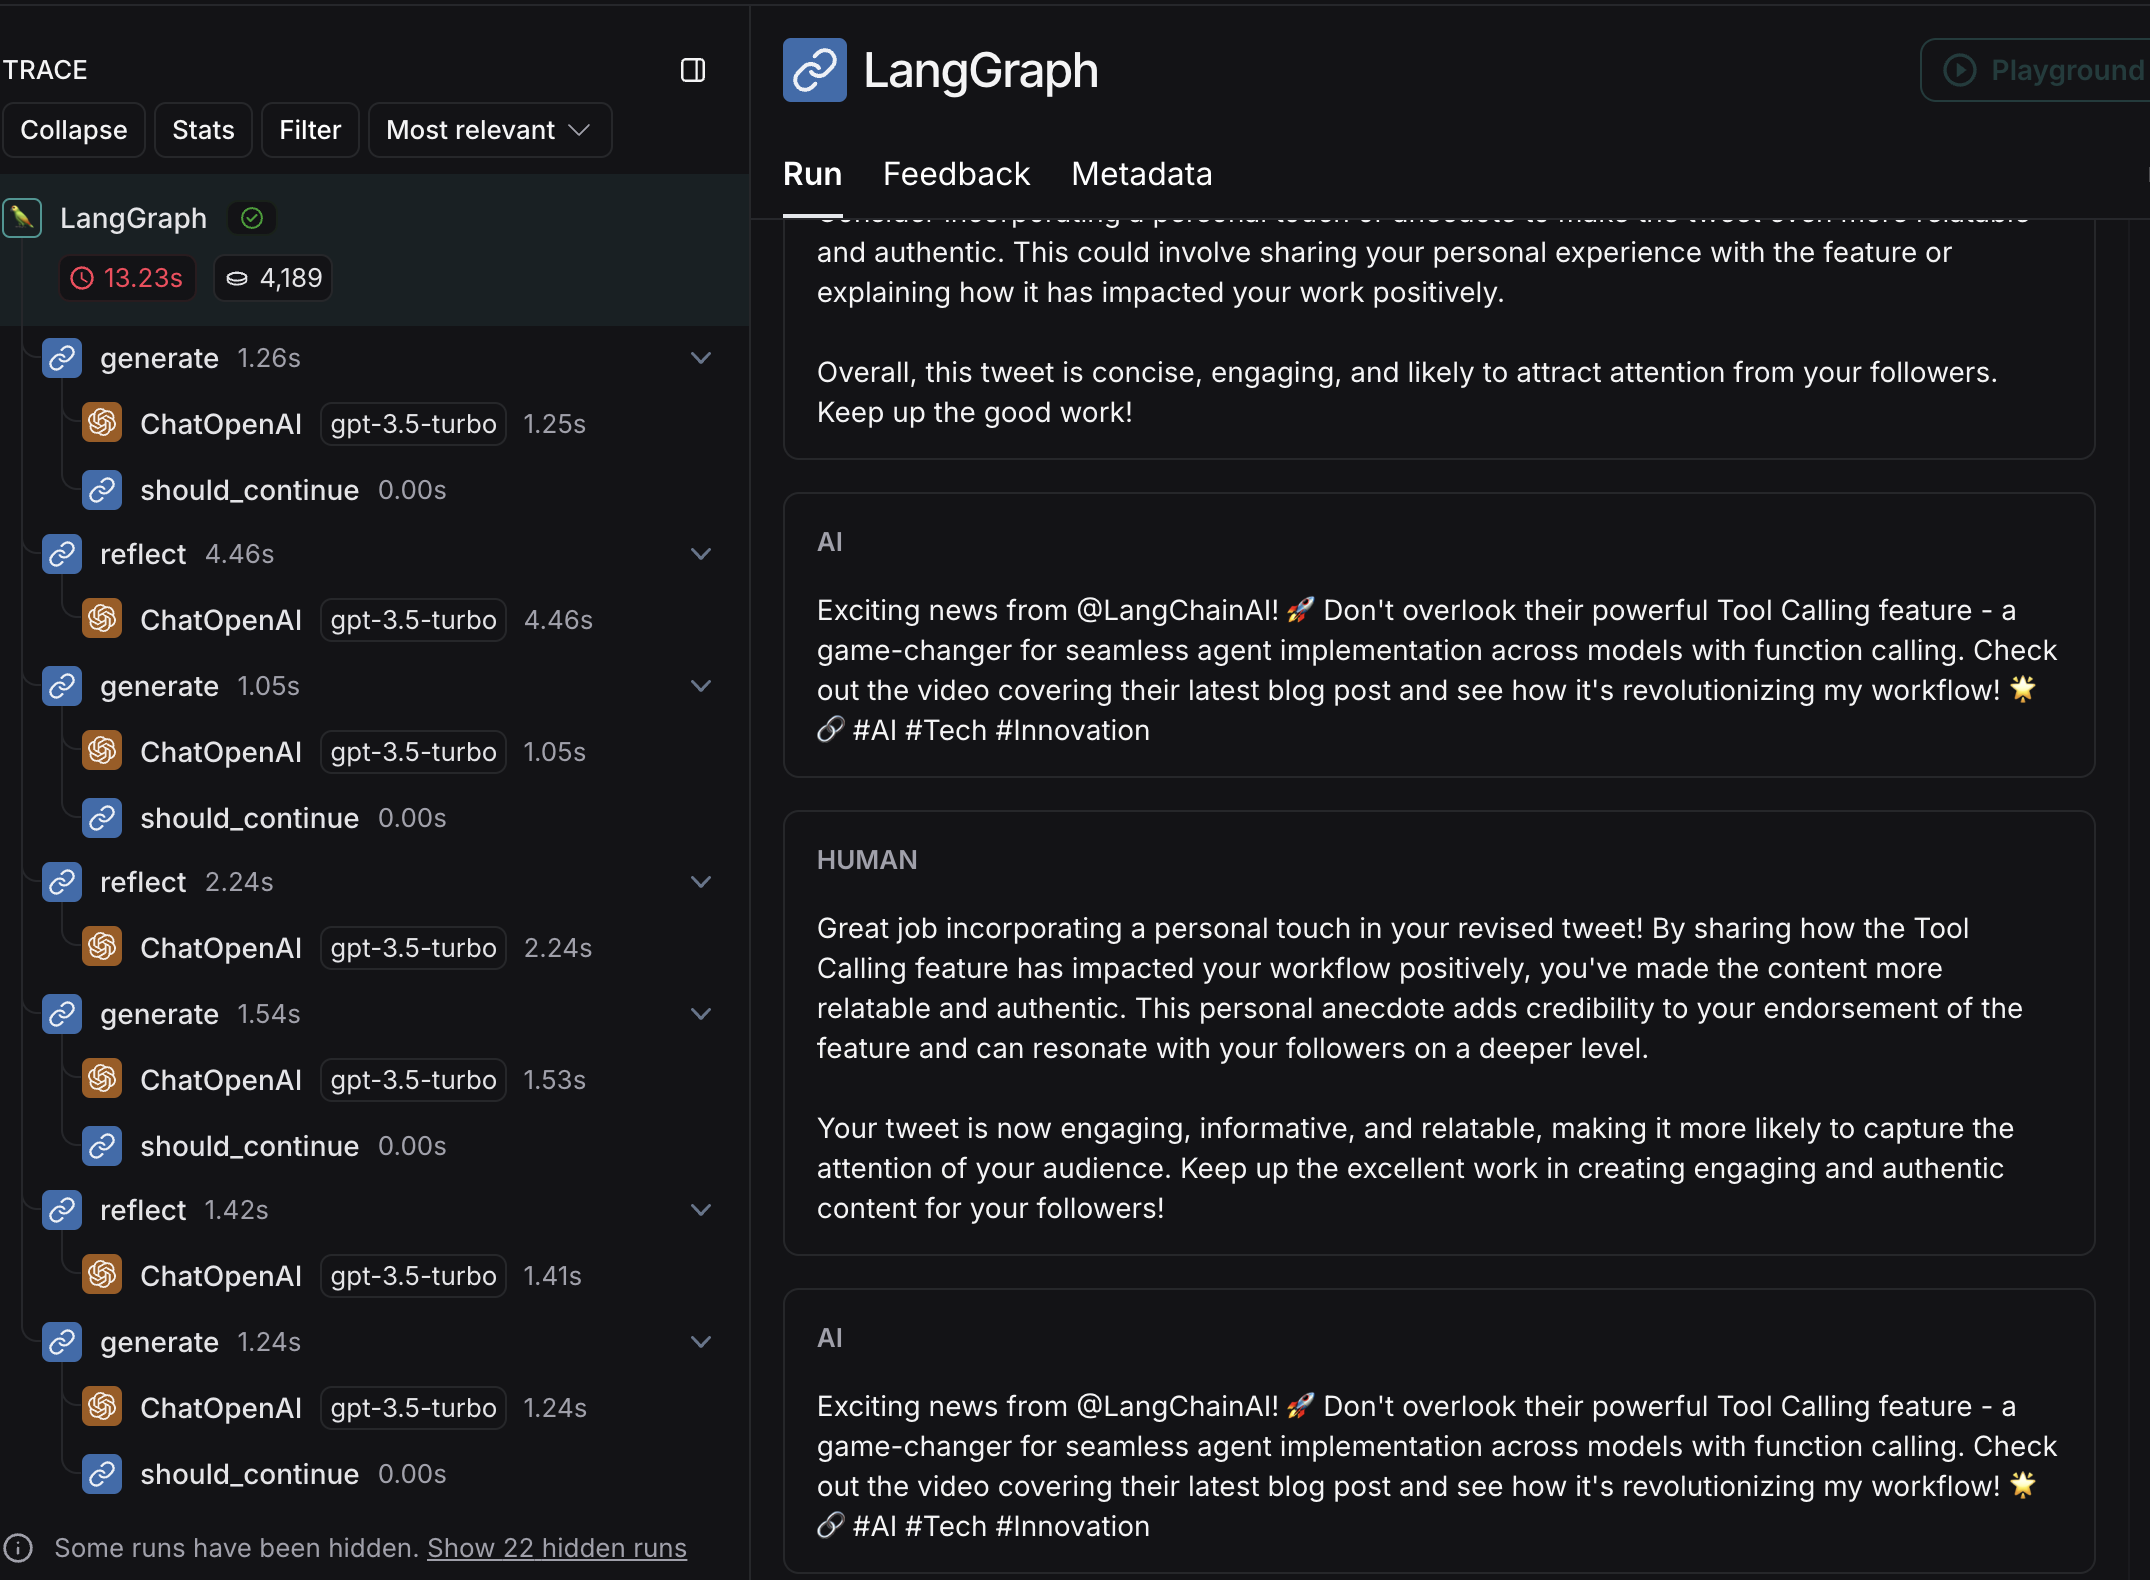 TRACE
Collapse Stats Filter Most relevant
LangGraph
13.23s 4,189
generate 1.26s
ChatOpenAI gpt-3.5-turbo 1.25s
should_continue 0.00s
reflect 4.46s
ChatOpenAI gpt-3.5-turbo 4.46s
generate 1.05s
ChatOpenAI gpt-3.5-turbo 1.05s
should_continue 0.00s
reflect 2.24s
ChatOpenAI gpt-3.5-turbo 2.24s
generate 1.54s
ChatOpenAI gpt-3.5-turbo 1.53s
should_continue 0.00s
reflect 1.42s
ChatOpenAI gpt-3.5-turbo 1.41s
generate 1.24s
ChatOpenAI gpt-3.5-turbo 1.24s
should_continue 0.00s
Some runs have been hidden. Show 22 hidden runs
LangGraph
Playground
Run Feedback Metadata
Consider incorporating a personal touch or anecdote to make the tweet even more relatable
and authentic. This could involve sharing your personal experience with the feature or
explaining how it has impacted your work positively.
Overall, this tweet is concise, engaging, and likely to attract attention from your followers.
Keep up the good work!
AI
Exciting news from @LangChainAI! 🚀 Don't overlook their powerful Tool Calling feature - a
game-changer for seamless agent implementation across models with function calling. Check
out the video covering their latest blog post and see how it's revolutionizing my workflow! 🌟
🔗 #AI #Tech #Innovation
HUMAN
Great job incorporating a personal touch in your revised tweet! By sharing how the Tool
Calling feature has impacted your workflow positively, you've made the content more
relatable and authentic. This personal anecdote adds credibility to your endorsement of the
feature and can resonate with your followers on a deeper level.
Your tweet is now engaging, informative, and relatable, making it more likely to capture the
attention of your audience. Keep up the excellent work in creating engaging and authentic
content for your followers!
AI
Exciting news from @LangChainAI! 🚀 Don't overlook their powerful Tool Calling feature - a
game-changer for seamless agent implementation across models with function calling. Check
out the video covering their latest blog post and see how it's revolutionizing my workflow! 🌟
🔗 #AI #Tech #Innovation